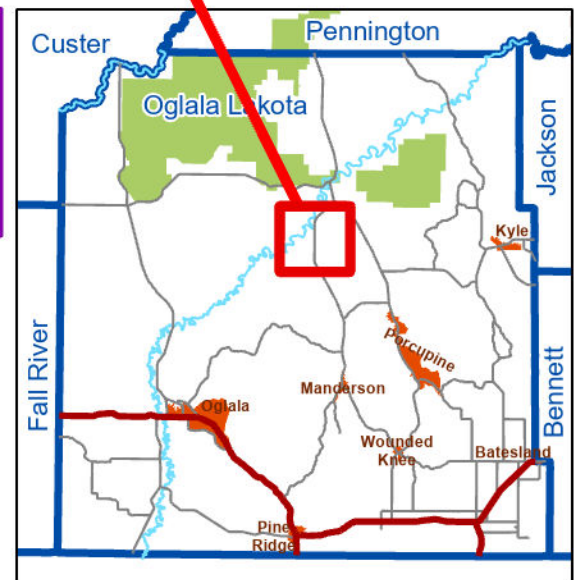 Custer
Pennington
Oglala Lakota
Jackson
Kyle
Fall River
Porcupine
Manderson
Oglala
Bennett
Wounded
Knee
Batesland
Pine
Ridge